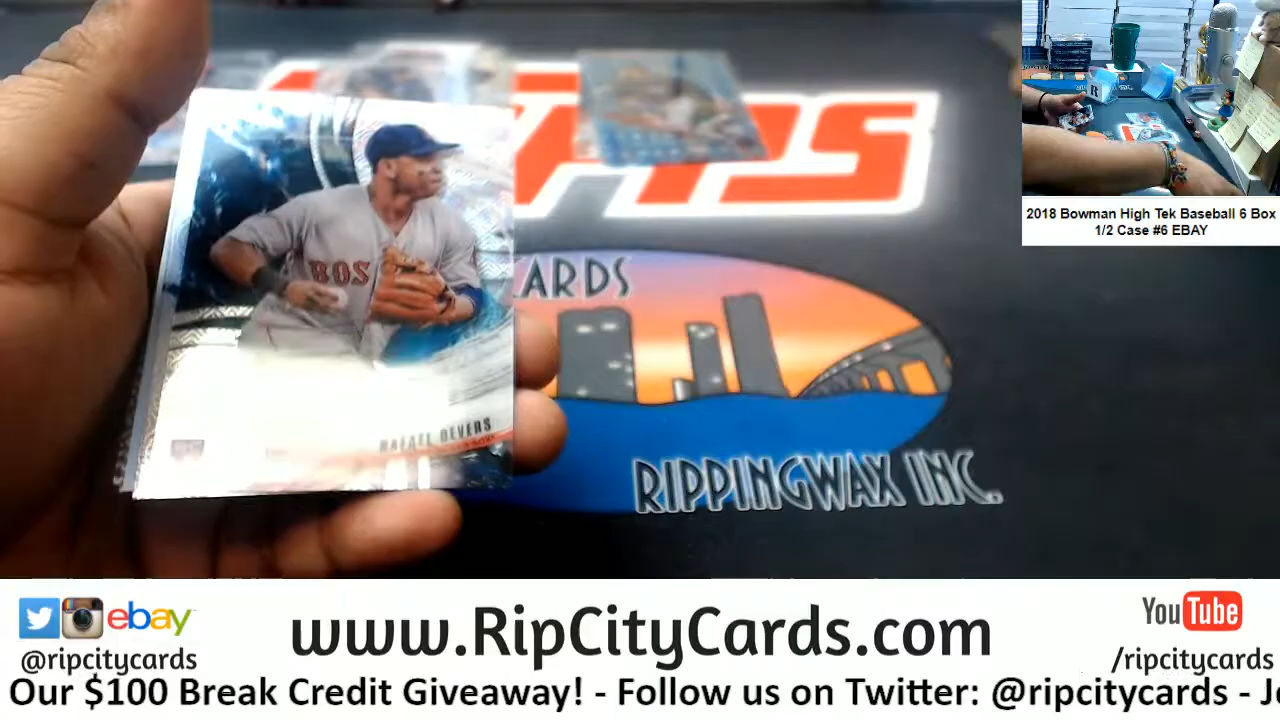 2018 Bowman High Tek Baseball 6 Box
1/2 Case #6 EBAY
BOS
RAFAEL DEVERS
CARDS
RIPPINGWAX INC.
ebay
@ripcitycards
www.RipCityCards.com
YouTube
/ripcitycards
Our $100 Break Credit Giveaway! - Follow us on Twitter: @ripcitycards -